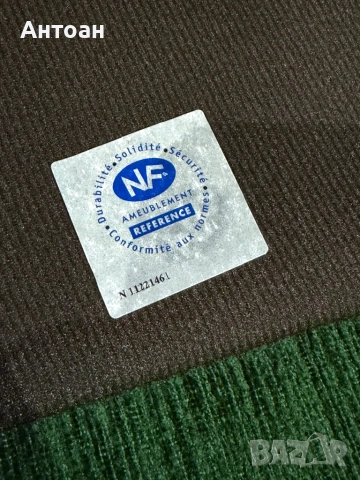 Антоан
• Durabilité • Solidité • Sécurité • Conformité aux normes
NF
AMEUBLEMENT
REFERENCE
N 11221461
BAZAR